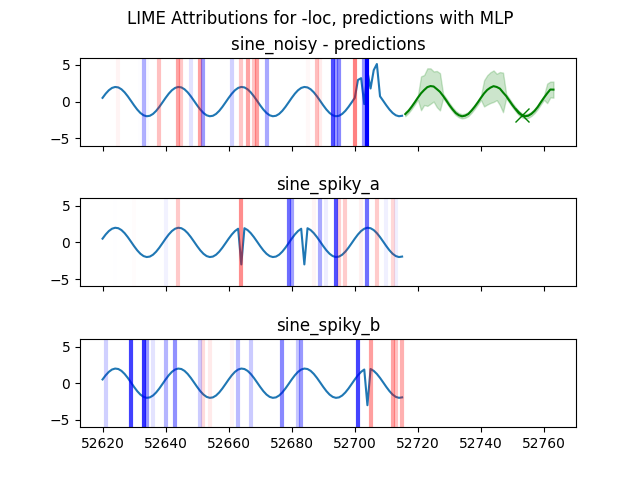 LIME Attributions for -loc, predictions with MLP
sine_noisy - predictions
5
0
−5
sine_spiky_a
5
0
−5
sine_spiky_b
5
0
−5
52620 52640 52660 52680 52700 52720 52740 52760